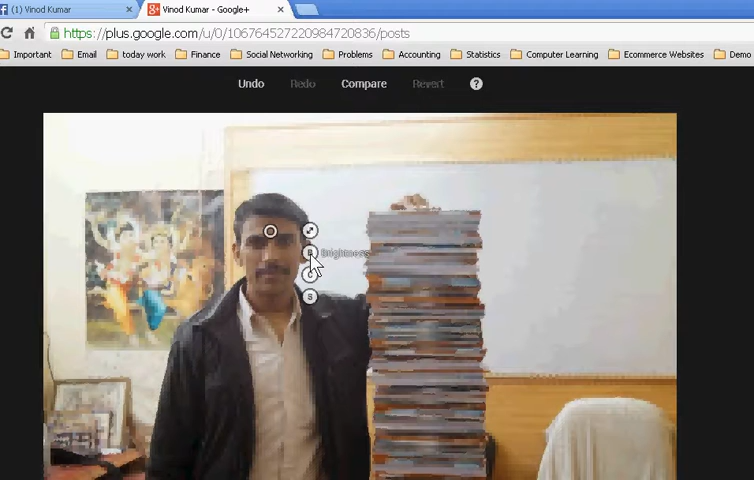 (1) Vinod Kumar
Vinod Kumar - Google+
https://plus.google.com/u/0/106764527220984720836/posts
Important Email today work Finance Social Networking Problems Accounting Statistics Computer Learning Ecommerce Websites Demo
Undo Redo Compare Revert ?
B Brightness
C
S